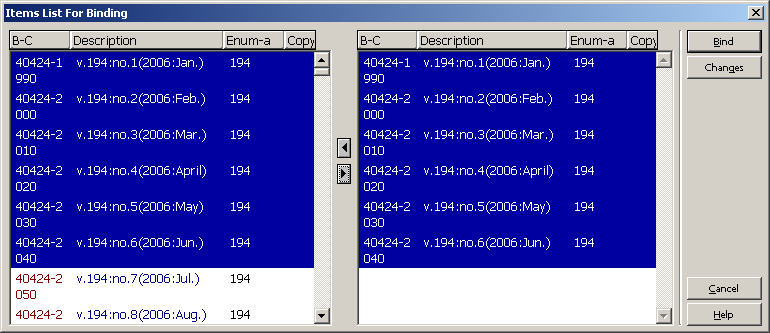 Items List For Binding
B-C Description Enum-a Copy
40424-1 v.194:no.1(2006:Jan.) 194
990
40424-2 v.194:no.2(2006:Feb.) 194
000
40424-2 v.194:no.3(2006:Mar.) 194
010
40424-2 v.194:no.4(2006:April) 194
020
40424-2 v.194:no.5(2006:May) 194
030
40424-2 v.194:no.6(2006:Jun.) 194
040
40424-2 v.194:no.7(2006:Jul.) 194
050
40424-2 v.194:no.8(2006:Aug.) 194
B-C Description Enum-a Copy
40424-1 v.194:no.1(2006:Jan.) 194
990
40424-2 v.194:no.2(2006:Feb.) 194
000
40424-2 v.194:no.3(2006:Mar.) 194
010
40424-2 v.194:no.4(2006:April) 194
020
40424-2 v.194:no.5(2006:May) 194
030
40424-2 v.194:no.6(2006:Jun.) 194
040
Bind
Changes
Cancel
Help